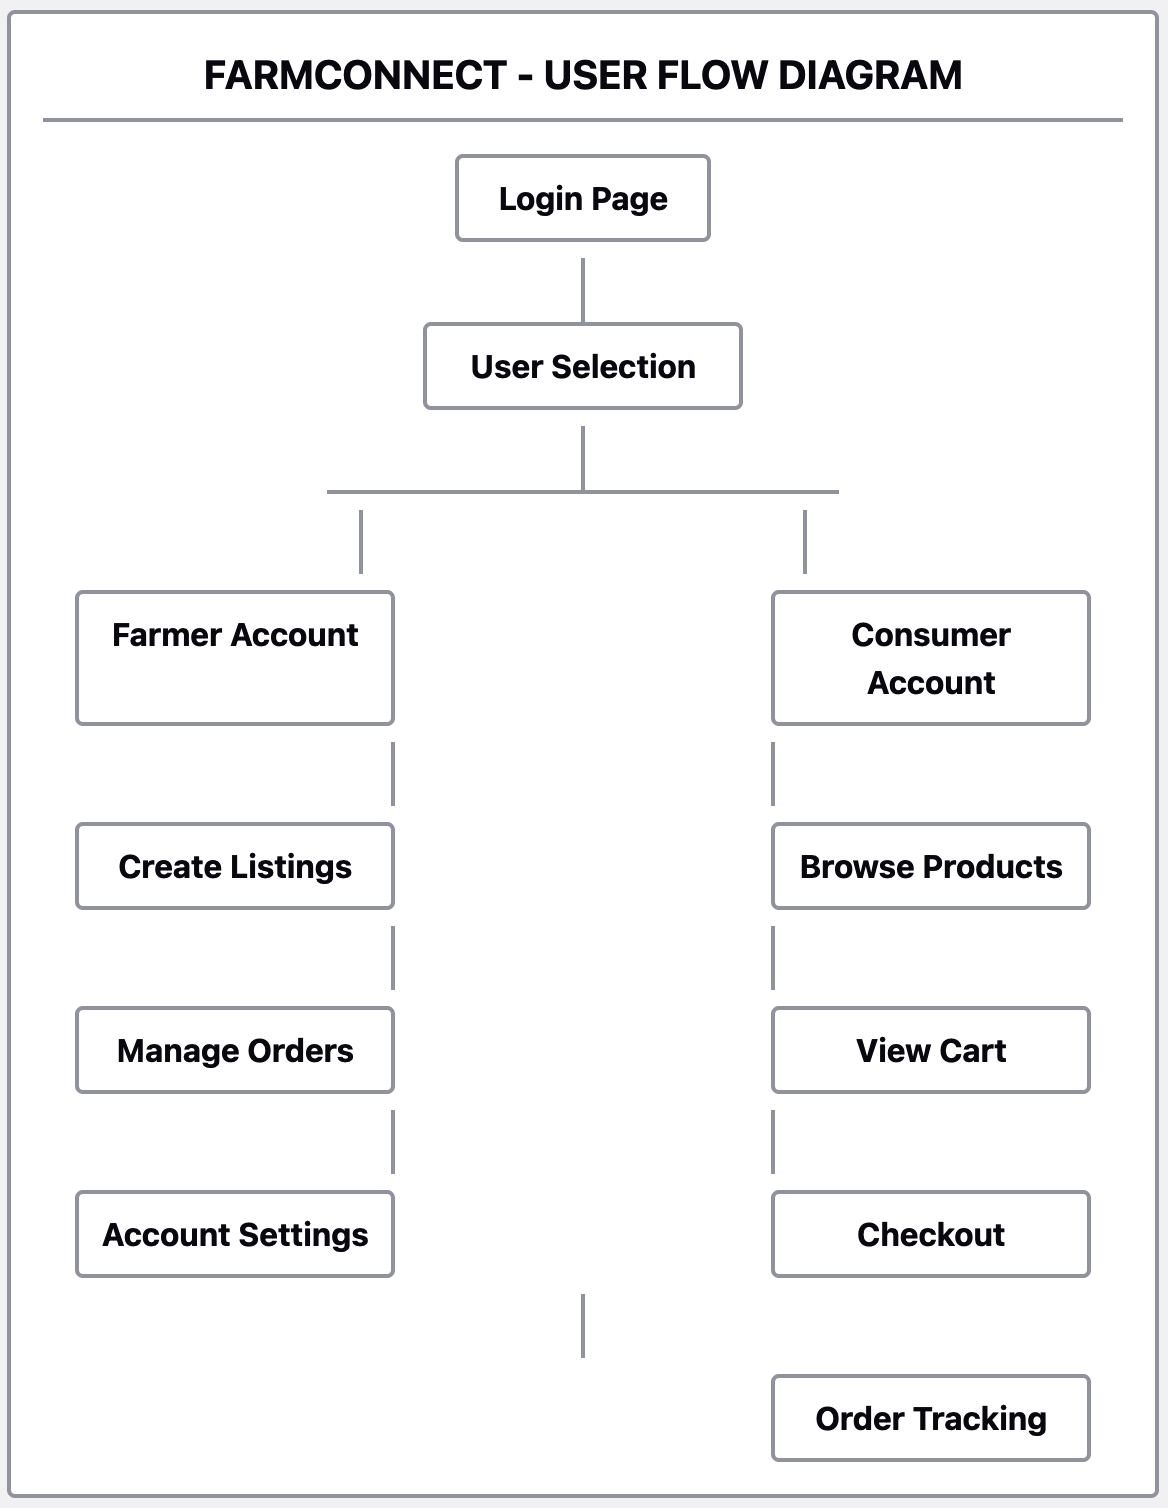 FARMCONNECT - USER FLOW DIAGRAM
Login Page
User Selection
Farmer Account
Consumer
Account
Create Listings
Browse Products
Manage Orders
View Cart
Account Settings
Checkout
Order Tracking